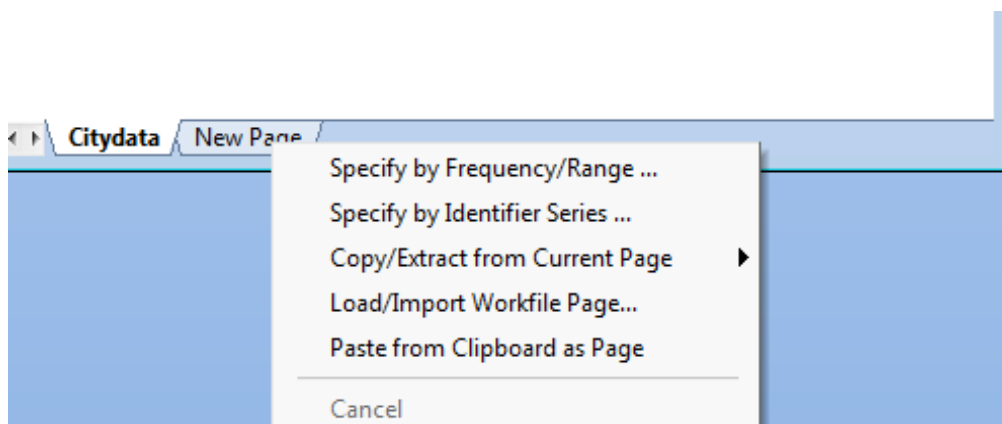 Citydata New Page
Specify by Frequency/Range ...
Specify by Identifier Series ...
Copy/Extract from Current Page
Load/Import Workfile Page...
Paste from Clipboard as Page
Cancel